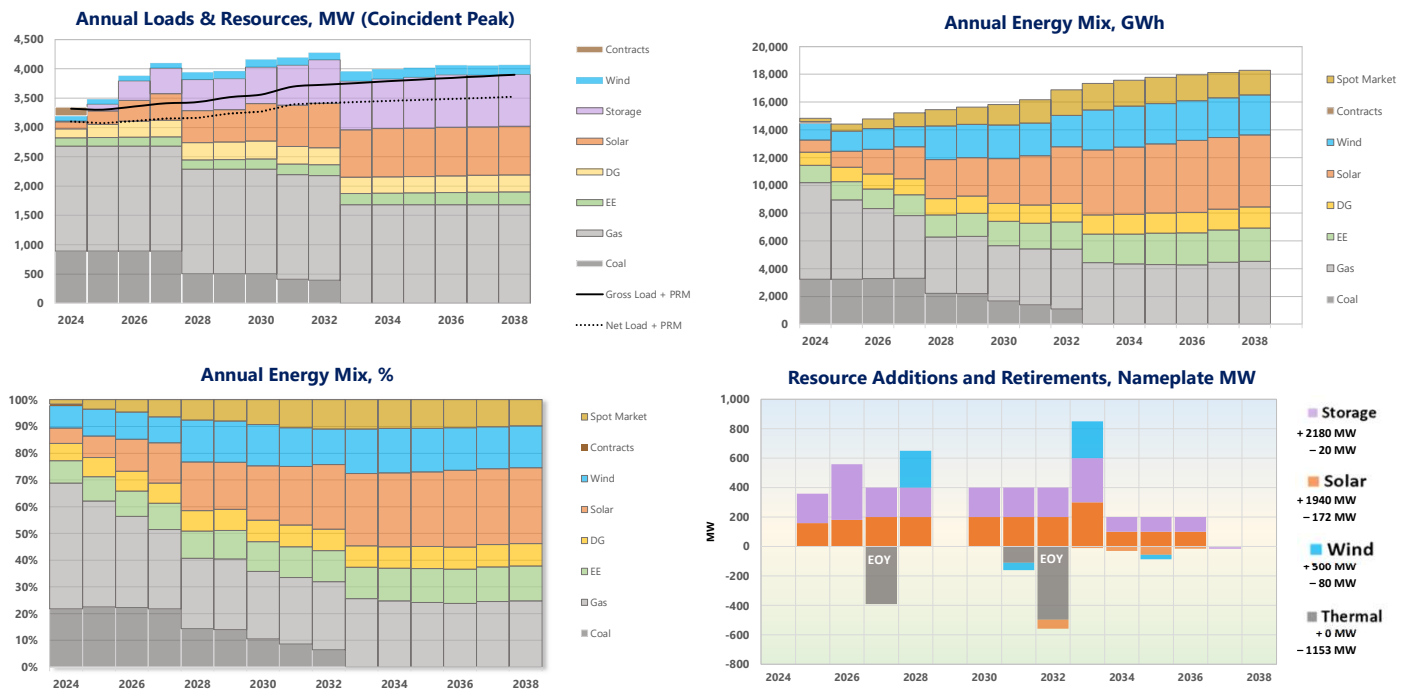 Annual Loads & Resources, MW (Coincident Peak)
4,500
4,000
3,500
3,000
2,500
2,000
1,500
1,000
500
0
2024 2026 2028 2030 2032 2034 2036 2038
Contracts
Wind
Storage
Solar
DG
EE
Gas
Coal
Gross Load + PRM
Net Load + PRM
Annual Energy Mix, GWh
20,000
18,000
16,000
14,000
12,000
10,000
8,000
6,000
4,000
2,000
0
2024 2026 2028 2030 2032 2034 2036 2038
Spot Market
Contracts
Wind
Solar
DG
EE
Gas
Coal
Annual Energy Mix, %
100%
90%
80%
70%
60%
50%
40%
30%
20%
10%
0%
2024 2026 2028 2030 2032 2034 2036 2038
Spot Market
Contracts
Wind
Solar
DG
EE
Gas
Coal
Resource Additions and Retirements, Nameplate MW
1,000
800
600
400
200
0
-200
-400
-600
-800
MW
EOY
EOY
2024 2026 2028 2030 2032 2034 2036 2038
Storage
+ 2180 MW
– 20 MW
Solar
+ 1940 MW
– 172 MW
Wind
+ 500 MW
– 80 MW
Thermal
+ 0 MW
– 1153 MW